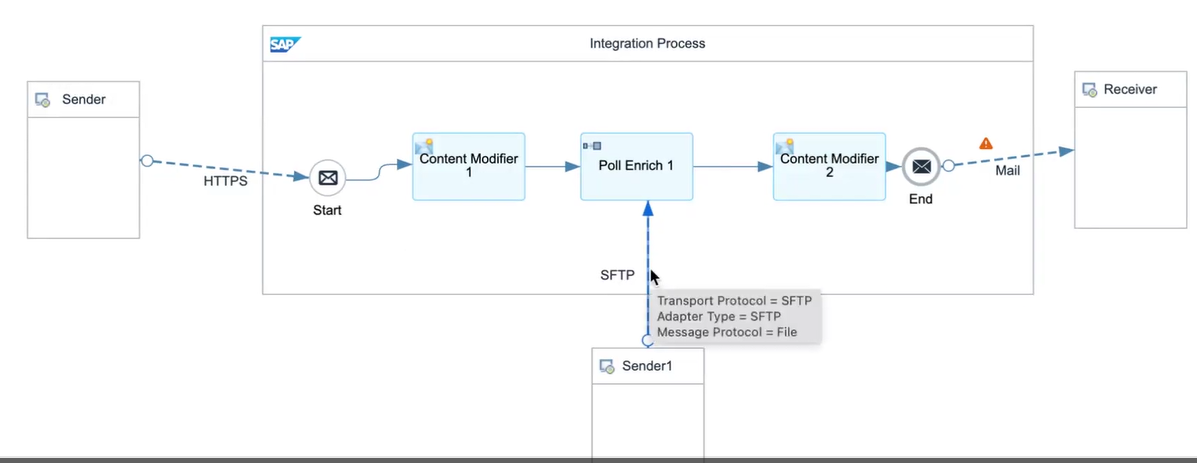 SAP
Integration Process
Sender
Receiver
Content Modifier
1
Poll Enrich 1
Content Modifier
2
HTTPS
Mail
Start
End
SFTP
Transport Protocol = SFTP
Adapter Type = SFTP
Message Protocol = File
Sender1